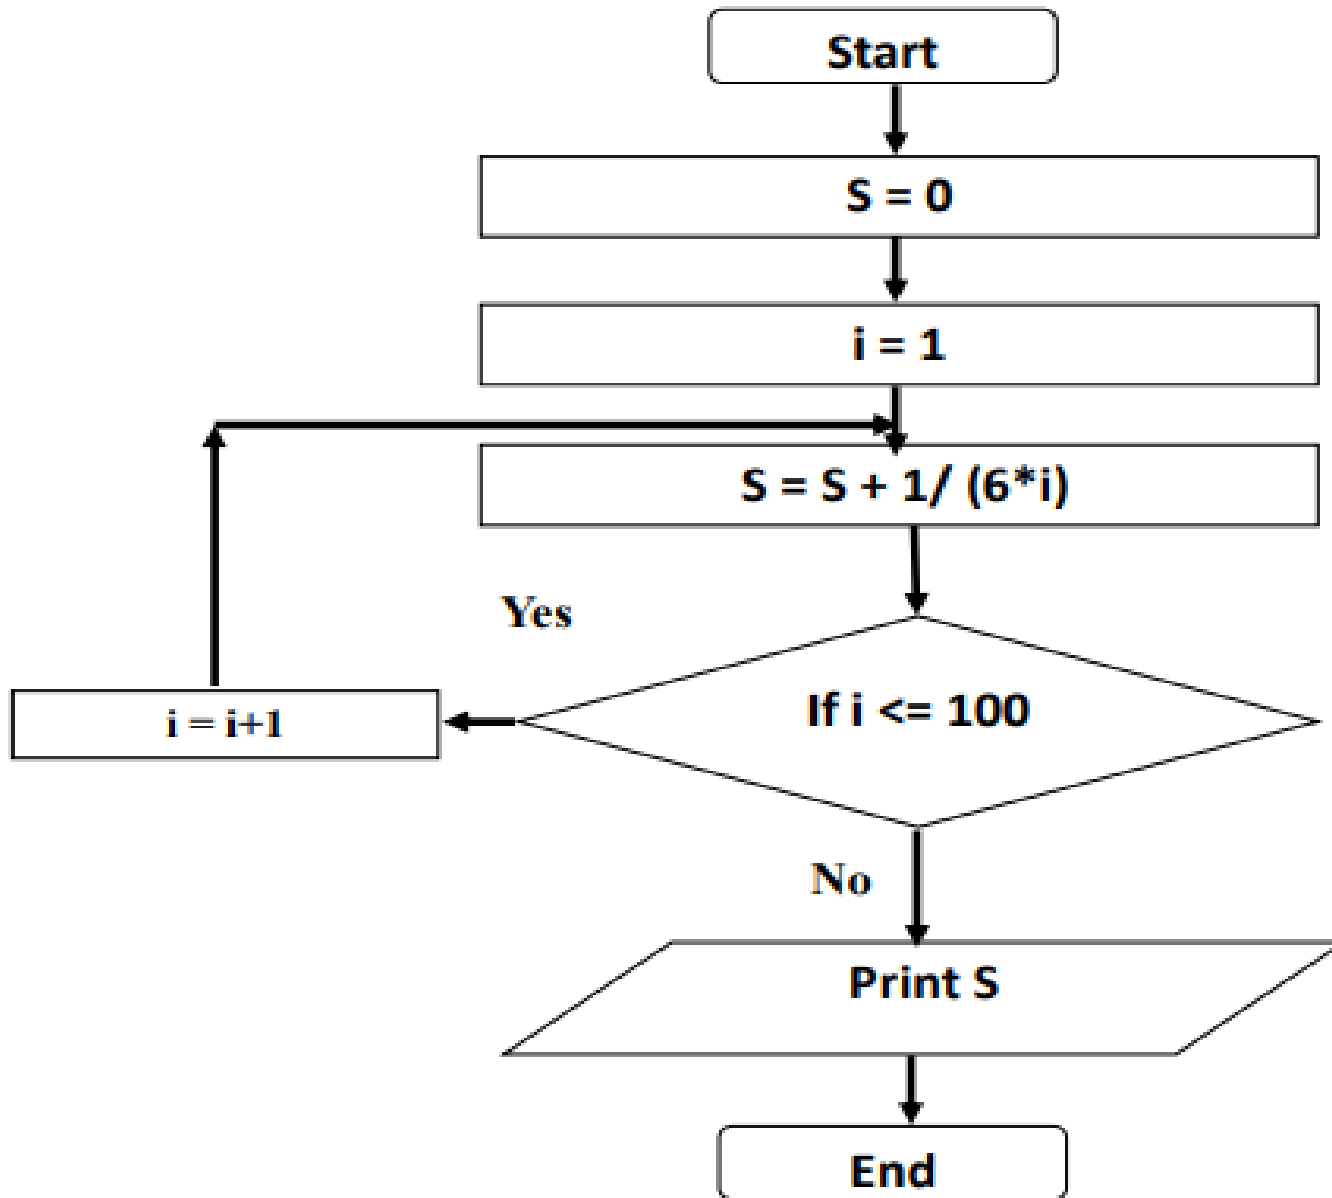 Start
S = 0
i = 1
S = S + 1/ (6*i)
Yes
If i <= 100
i = i+1
No
Print S
End